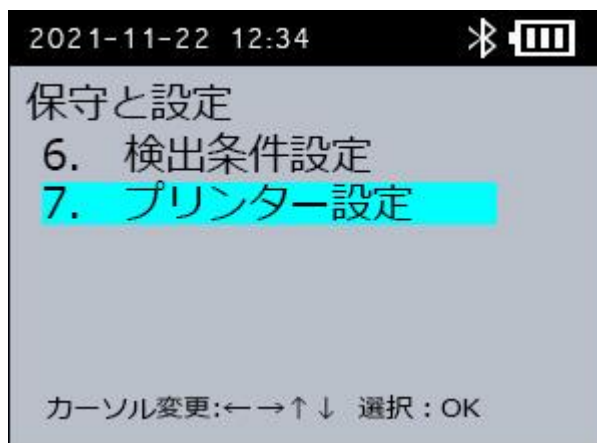 2021-11-22 12:34
保守と設定
6. 検出条件設定
7. プリンター設定
カーソル変更:←→↑↓ 選択：OK